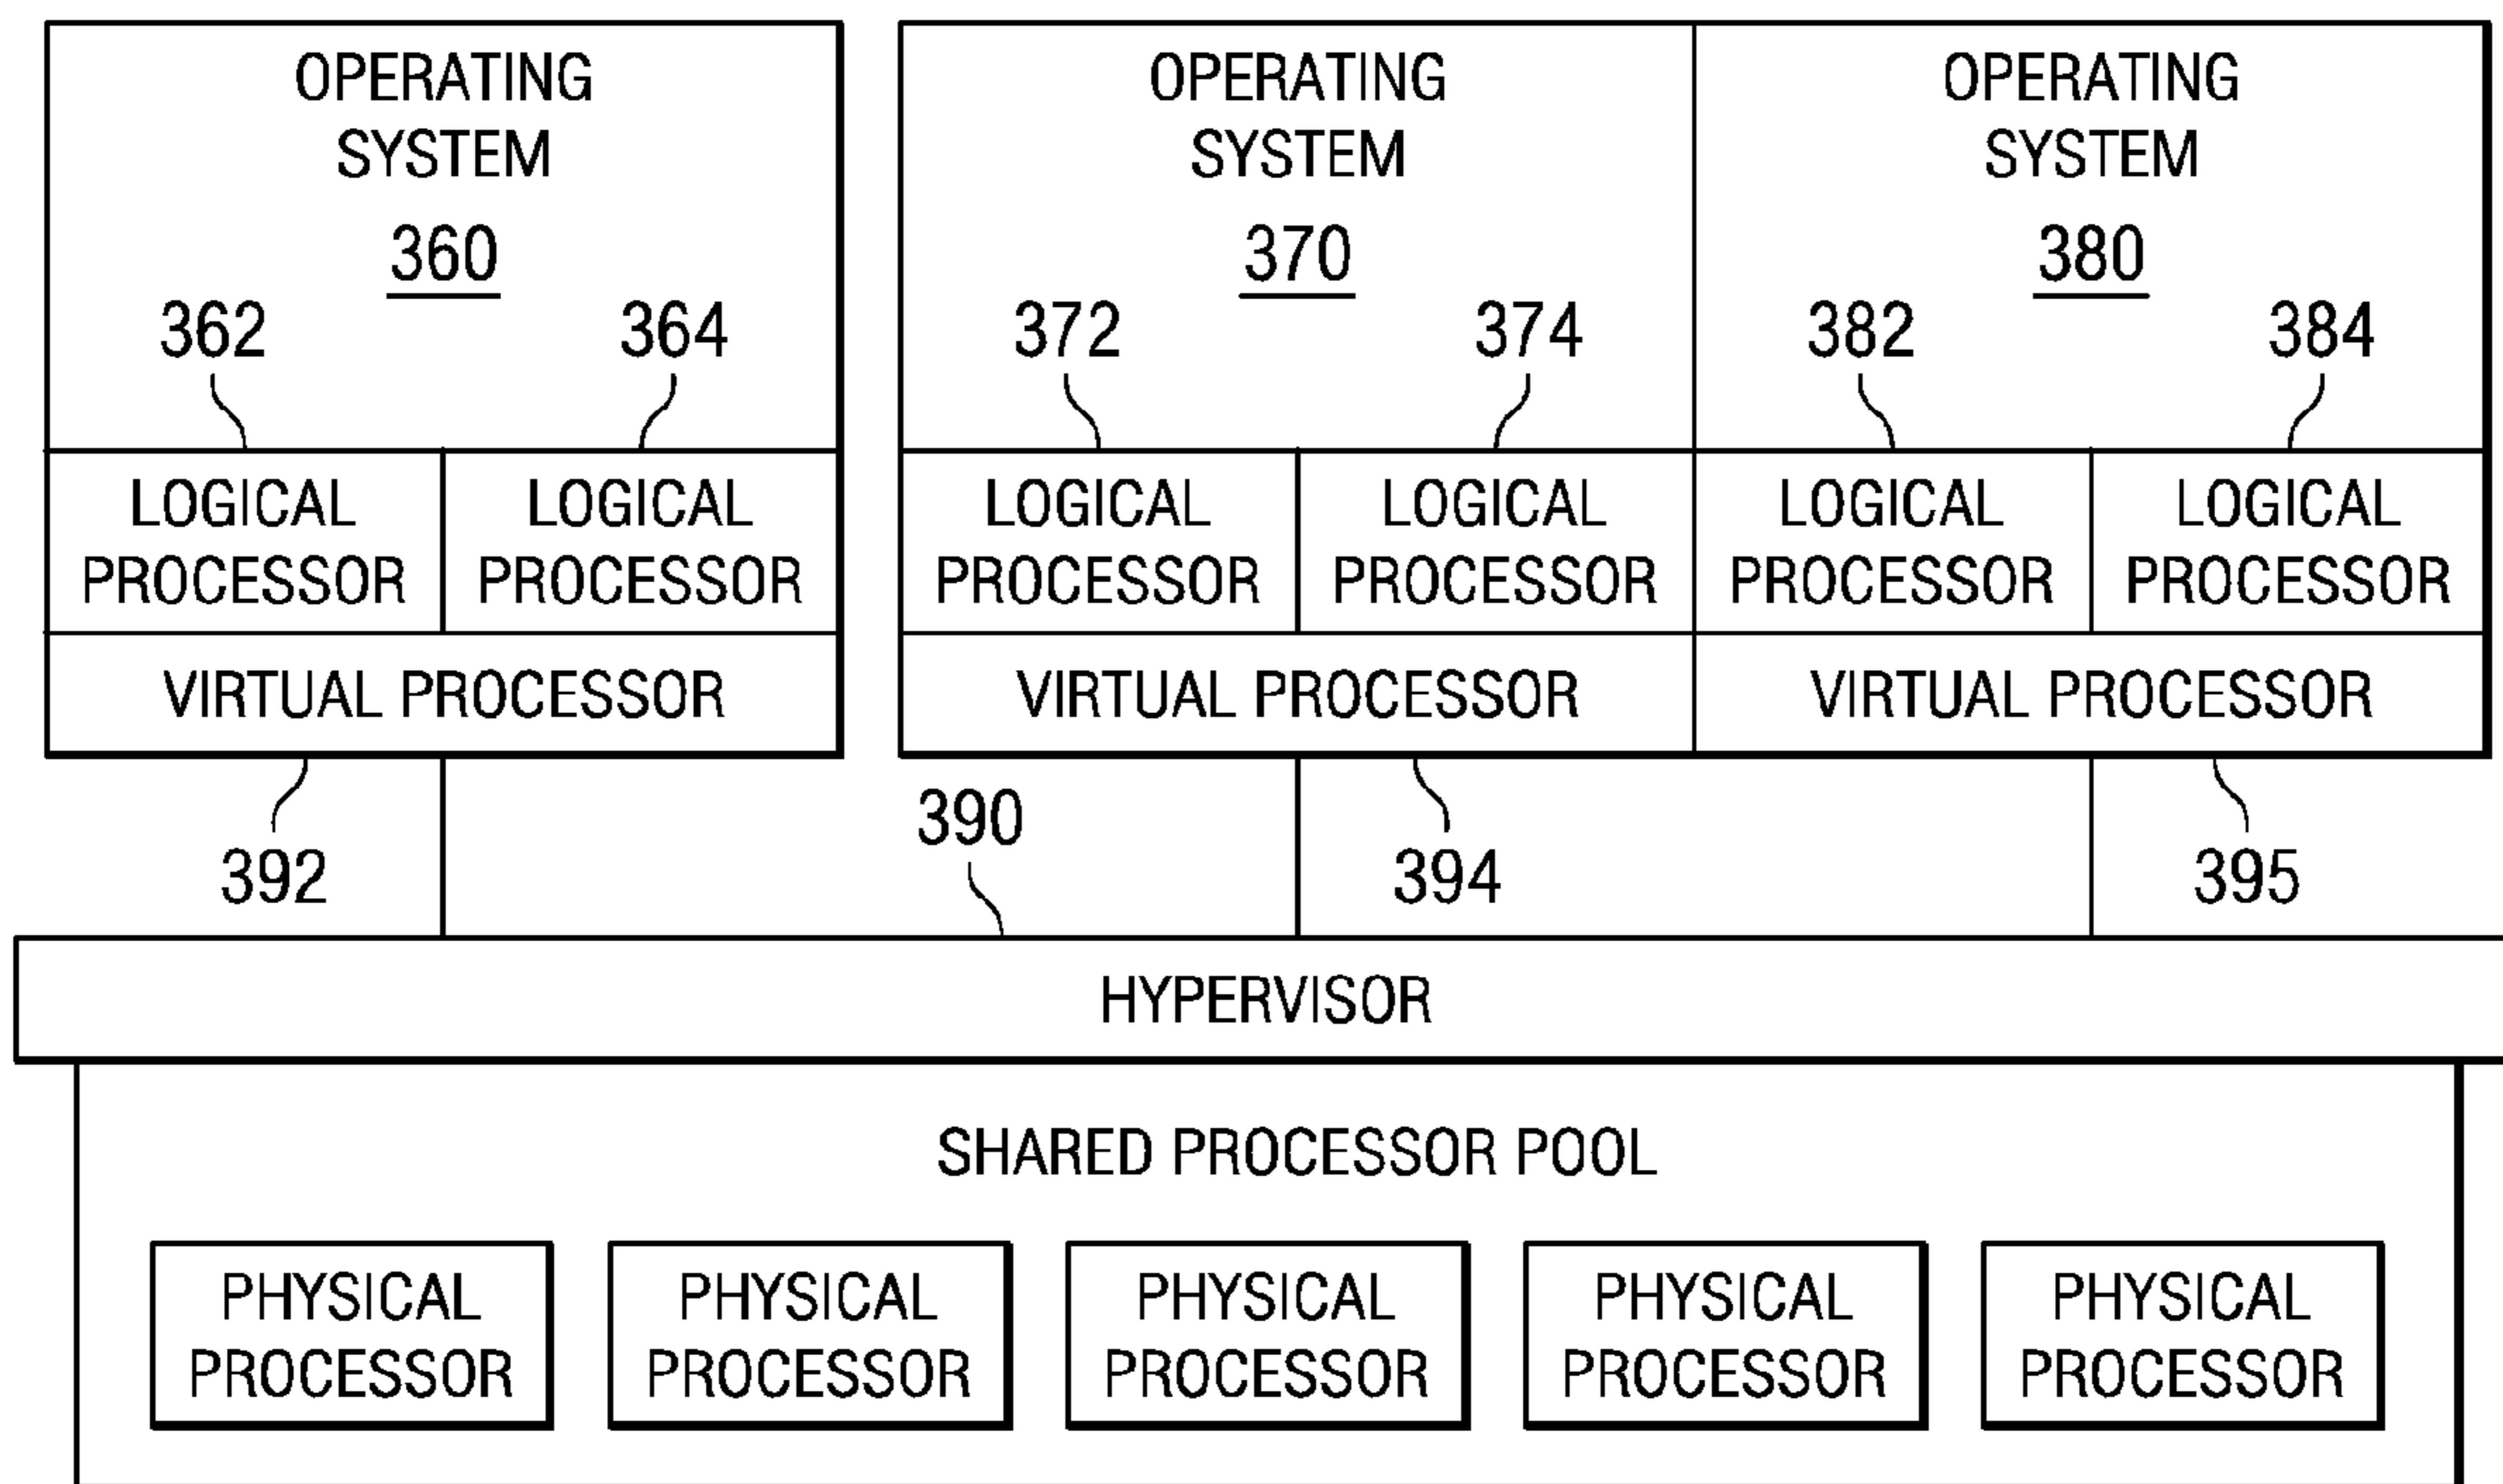 OPERATING
SYSTEM
360
362
364
LOGICAL
PROCESSOR
LOGICAL
PROCESSOR
VIRTUAL PROCESSOR
392
OPERATING
SYSTEM
370
372
374
LOGICAL
PROCESSOR
LOGICAL
PROCESSOR
VIRTUAL PROCESSOR
394
OPERATING
SYSTEM
380
382
384
LOGICAL
PROCESSOR
LOGICAL
PROCESSOR
VIRTUAL PROCESSOR
395
390
HYPERVISOR
SHARED PROCESSOR POOL
PHYSICAL
PROCESSOR
PHYSICAL
PROCESSOR
PHYSICAL
PROCESSOR
PHYSICAL
PROCESSOR
PHYSICAL
PROCESSOR